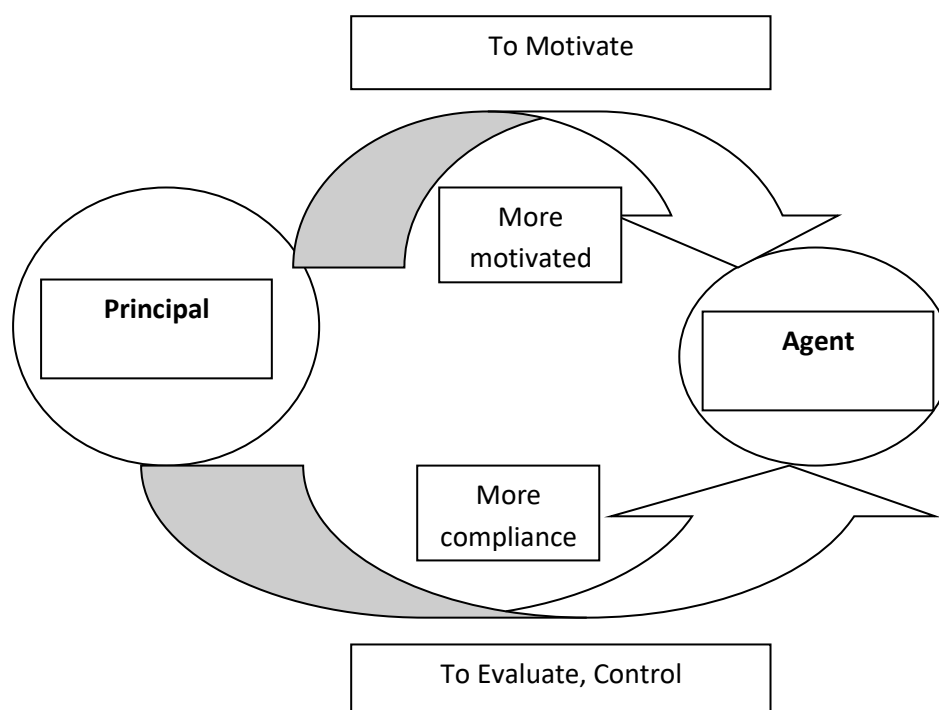 To Motivate
More
motivated
Principal
Agent
More
compliance
To Evaluate, Control